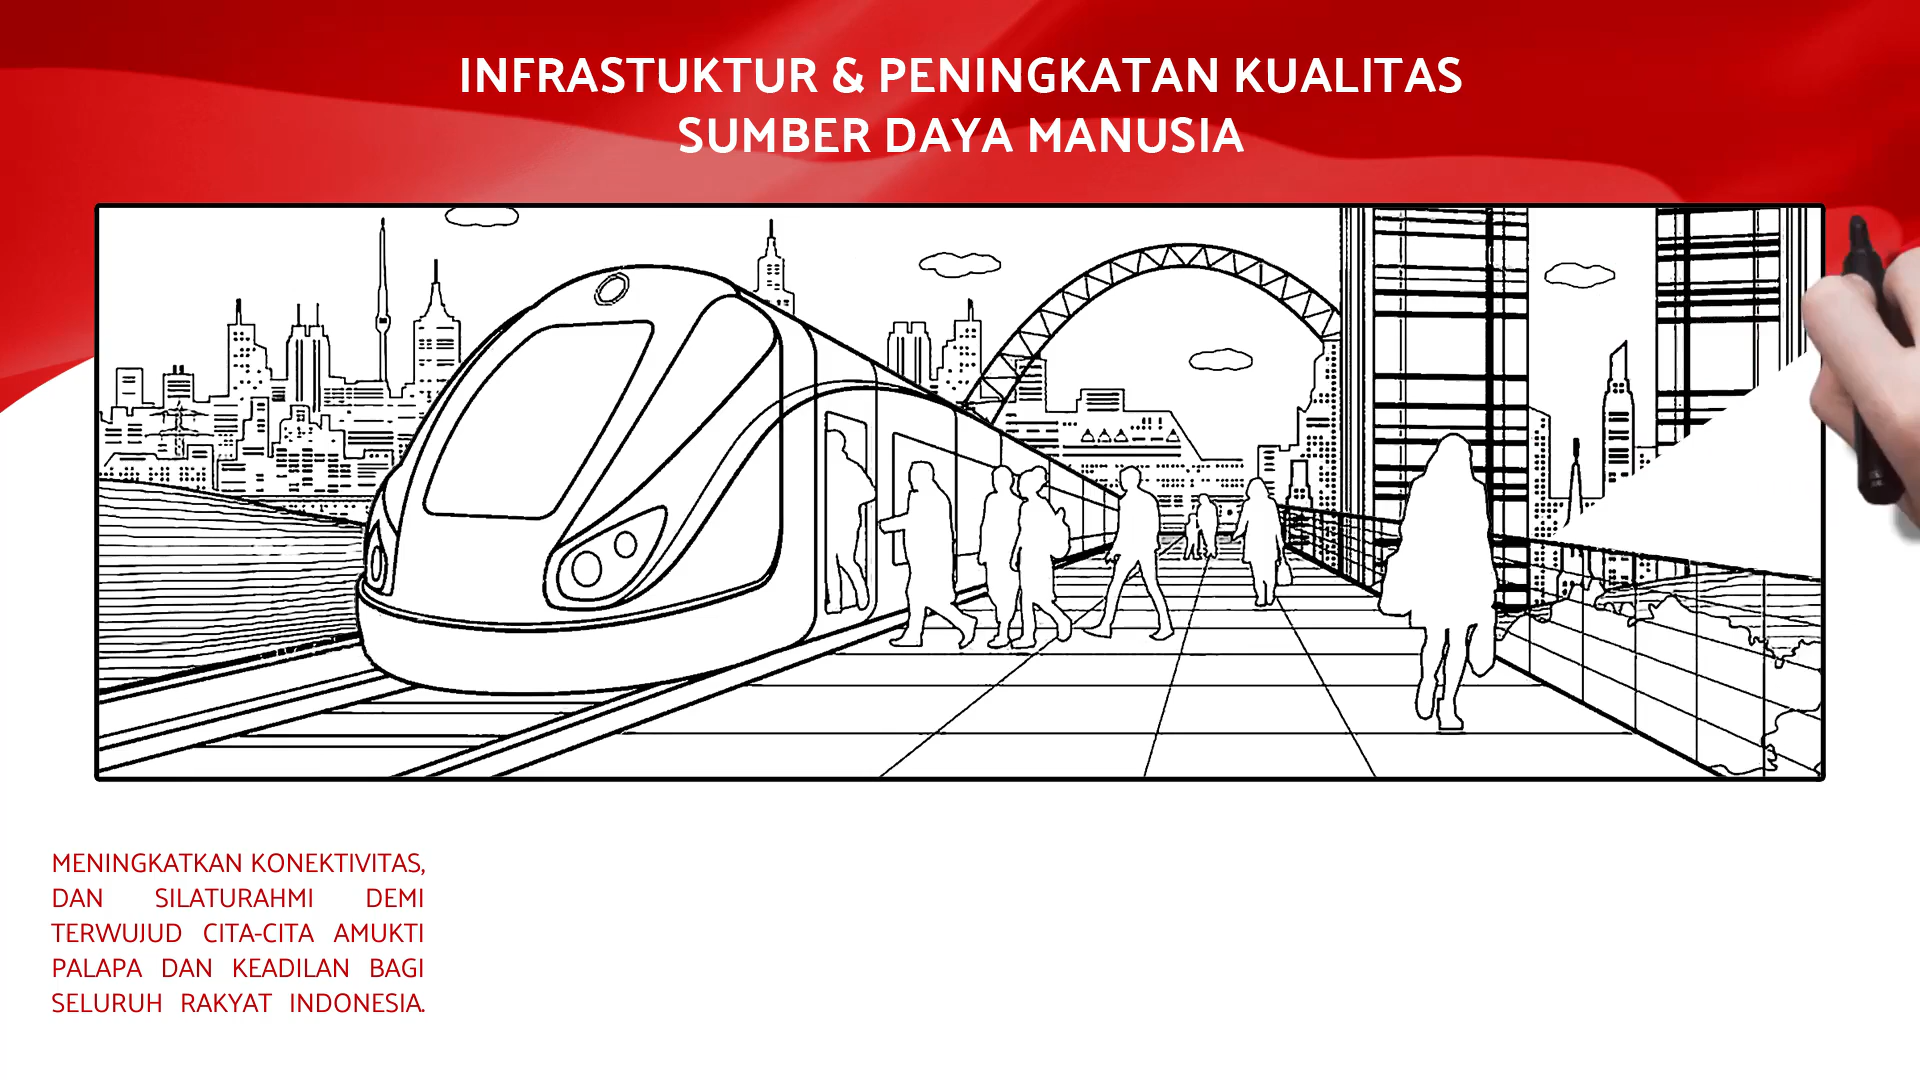 INFRASTUKTUR & PENINGKATAN KUALITAS
SUMBER DAYA MANUSIA
MENINGKATKAN KONEKTIVITAS,
DAN SILATURAHMI DEMI
TERWUJUD CITA-CITA AMUKTI
PALAPA DAN KEADILAN BAGI
SELURUH RAKYAT INDONESIA.